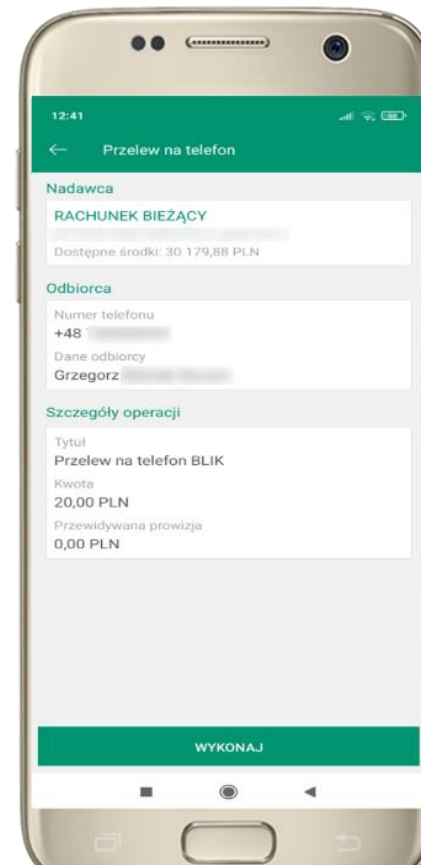 12:41
Przelew na telefon
Nadawca
RACHUNEK BIEŻĄCY
Dostępne środki: 30 179,88 PLN
Odbiorca
Numer telefonu
+48
Dane odbiorcy
Grzegorz
Szczegóły operacji
Tytuł
Przelew na telefon BLIK
Kwota
20,00 PLN
Przewidywana prowizja
0,00 PLN
WYKONAJ